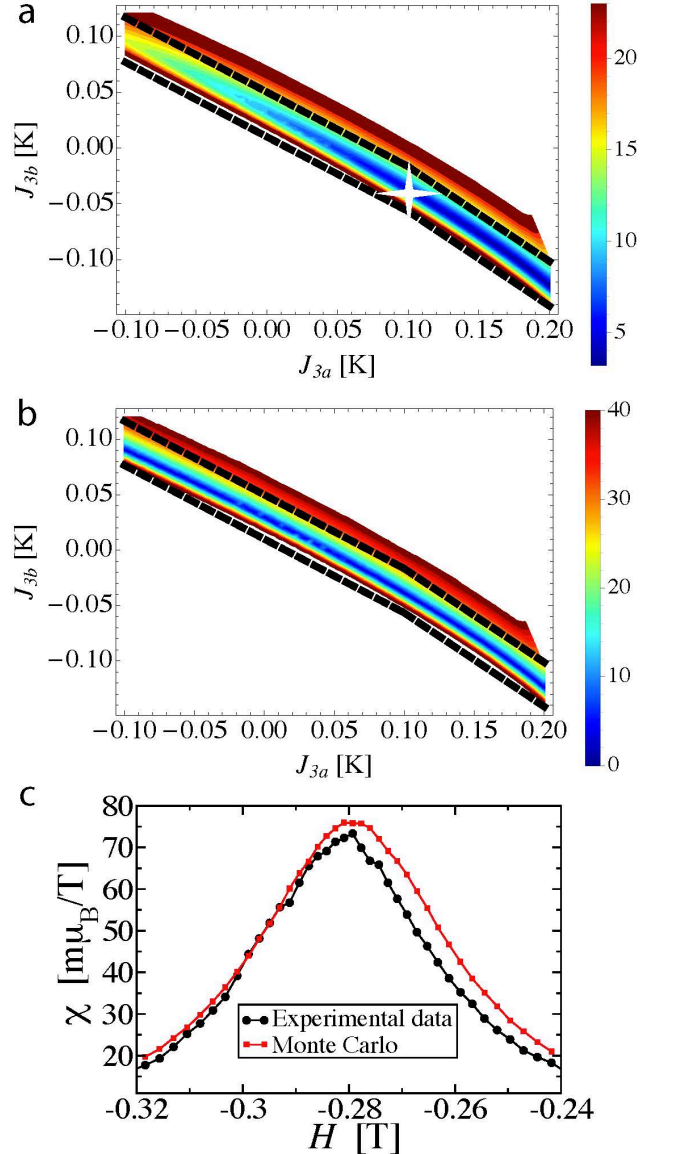 a
0.10
0.05
0.00
−0.05
−0.10
J3b [K]
−0.10 −0.05 0.00 0.05 0.10 0.15 0.20
J3a [K]
20
15
10
5
b
0.10
0.05
0.00
−0.05
−0.10
J3b [K]
−0.10 −0.05 0.00 0.05 0.10 0.15 0.20
J3a [K]
40
30
20
10
0
c
80
70
60
50
40
30
20
χ [mμB/T]
Experimental data
Monte Carlo
-0.32 -0.3 -0.28 -0.26 -0.24
H [T]